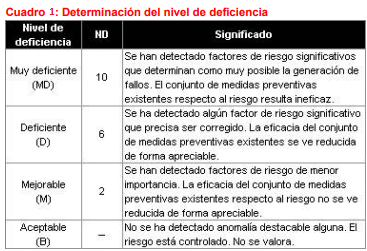 Cuadro 1: Determinación del nivel de deficiencia
Nivel de
deficiencia
ND
Significado
Muy deficiente
(MD)
10
Se han detectado factores de riesgo significativos
que determinan como muy posible la generación de
fallos. El conjunto de medidas preventivas
existentes respecto al riesgo resulta ineficaz.
Deficiente
(D)
6
Se ha detectado algún factor de riesgo significativo
que precisa ser corregido. La eficacia del conjunto
de medidas preventivas existentes se ve reducida
de forma apreciable.
Mejorable
(M)
2
Se han detectado factores de riesgo de menor
importancia. La eficacia del conjunto de medidas
preventivas existentes respecto al riesgo no se ve
reducida de forma apreciable.
Aceptable
(B)
–
No se ha detectado anomalía destacable alguna. El
riesgo está controlado. No se valora.